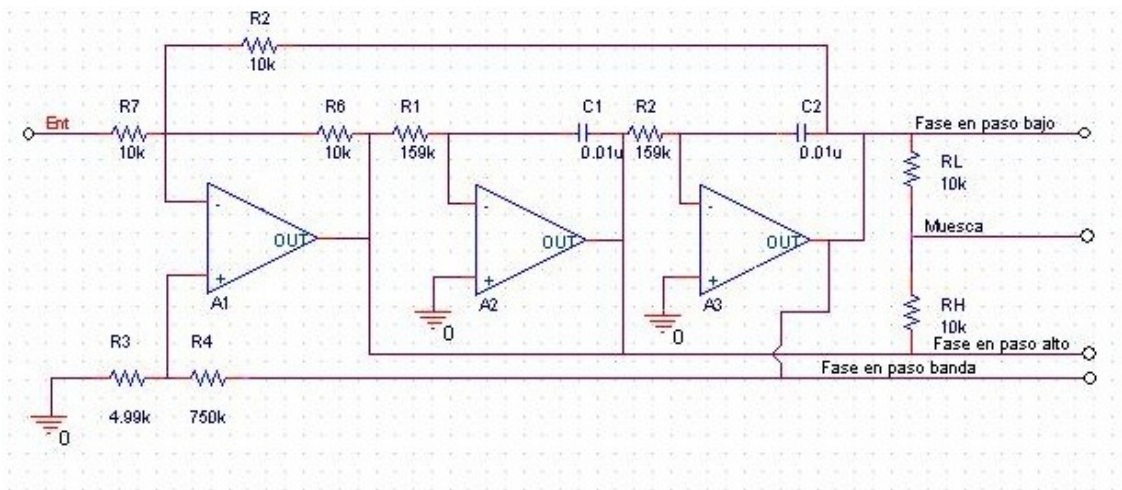 R2
10k
R7
R6
R1
C1
R2
C2
Ent
Fase en paso bajo
10k
10k
159k
0.01u
159k
0.01u
RL
10k
Muesca
-
OUT
+
A1
-
OUT
+
A2
-
OUT
+
A3
0
0
RH
10k
R3
R4
Fase en paso alto
Fase en paso banda
4.99k
750k
0